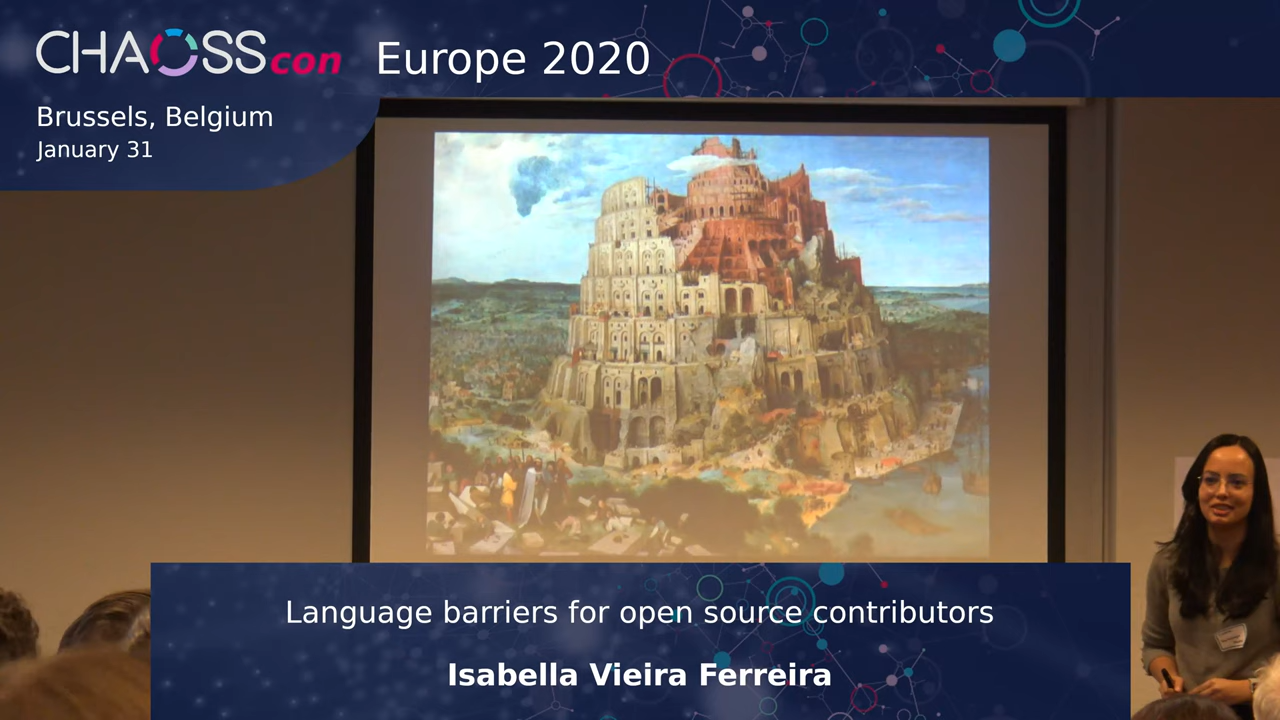 CHAOSScon Europe 2020
Brussels, Belgium
January 31
Language barriers for open source contributors
Isabella Vieira Ferreira